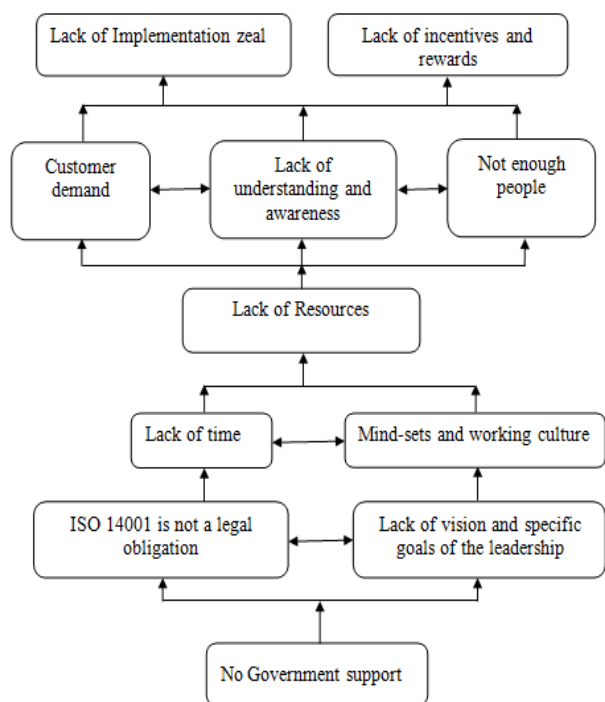 Lack of Implementation zeal
Lack of incentives and
rewards
Customer
demand
Lack of
understanding and
awareness
Not enough
people
Lack of Resources
Lack of time
Mind-sets and working culture
ISO 14001 is not a legal
obligation
Lack of vision and specific
goals of the leadership
No Government support